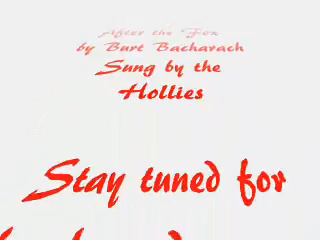 After the Fox
by Burt Bacharach
Sung by the
Hollies
Stay tuned for